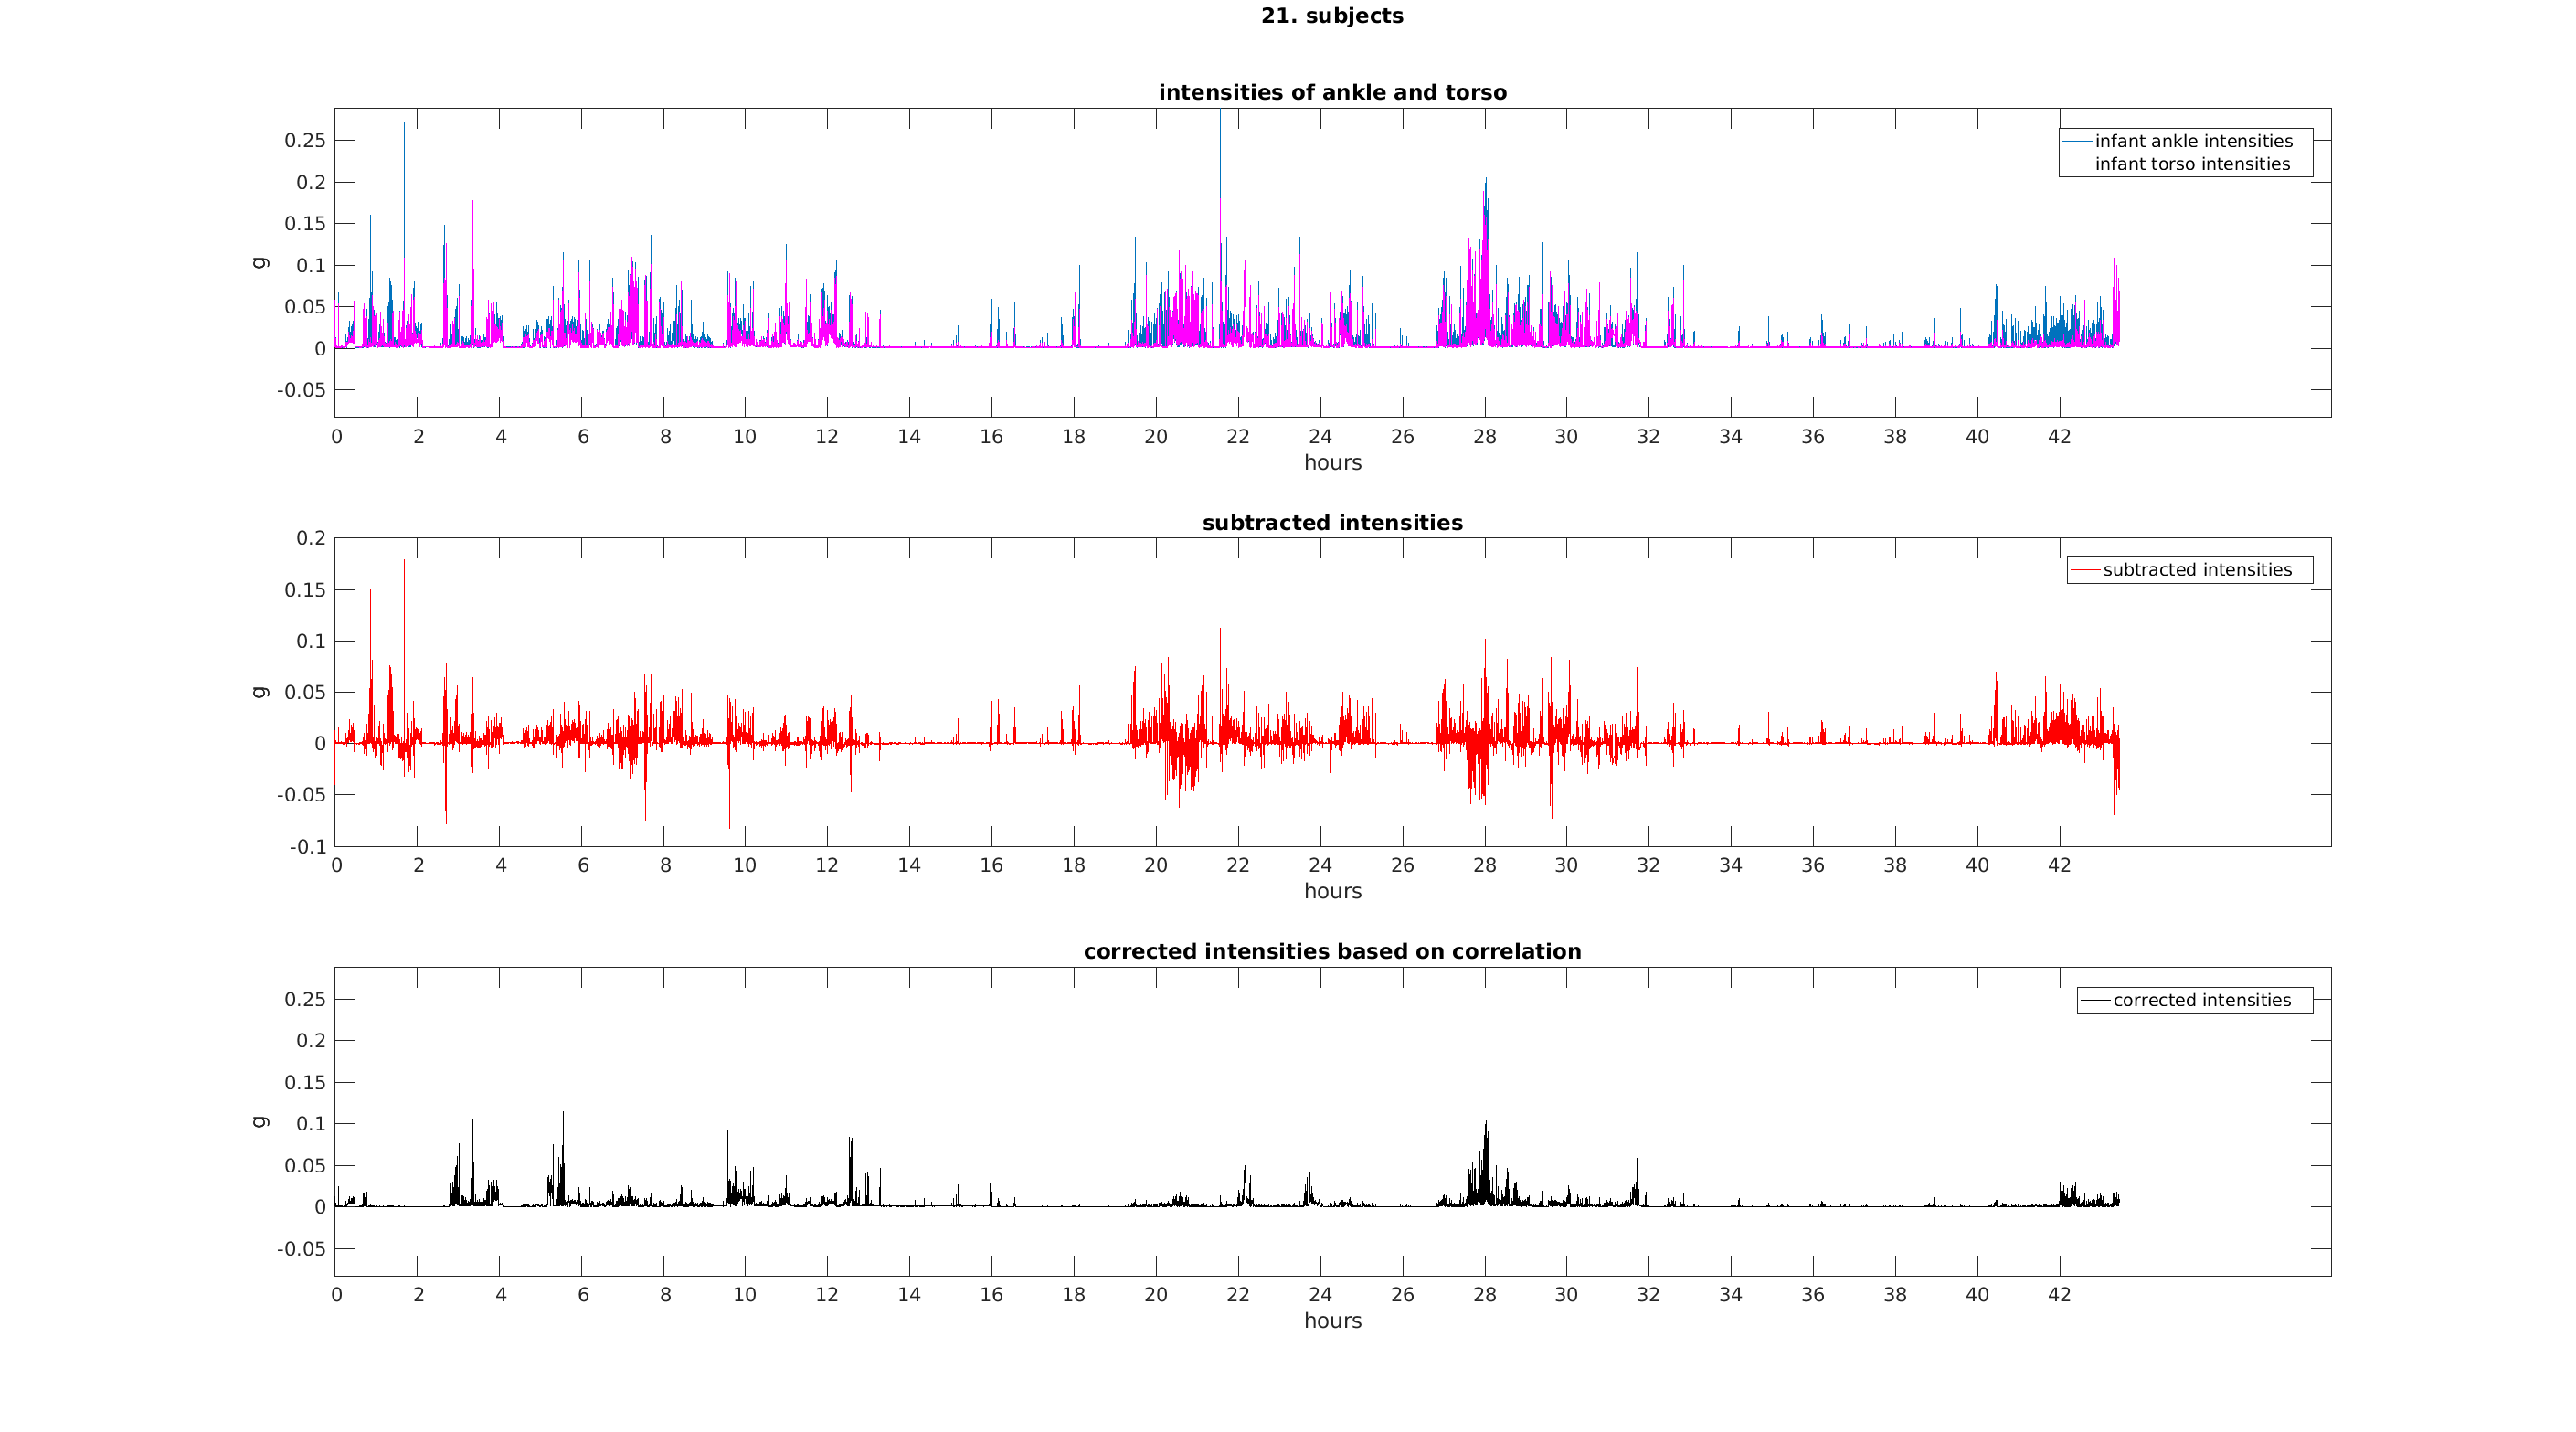 21. subjects
intensities of ankle and torso
infant ankle intensities
infant torso intensities
0.25
0.2
0.15
0.1
0.05
0
-0.05
g
0 2 4 6 8 10 12 14 16 18 20 22 24 26 28 30 32 34 36 38 40 42
hours
subtracted intensities
subtracted intensities
0.2
0.15
0.1
0.05
0
-0.05
-0.1
g
0 2 4 6 8 10 12 14 16 18 20 22 24 26 28 30 32 34 36 38 40 42
hours
corrected intensities based on correlation
corrected intensities
0.25
0.2
0.15
0.1
0.05
0
-0.05
g
0 2 4 6 8 10 12 14 16 18 20 22 24 26 28 30 32 34 36 38 40 42
hours